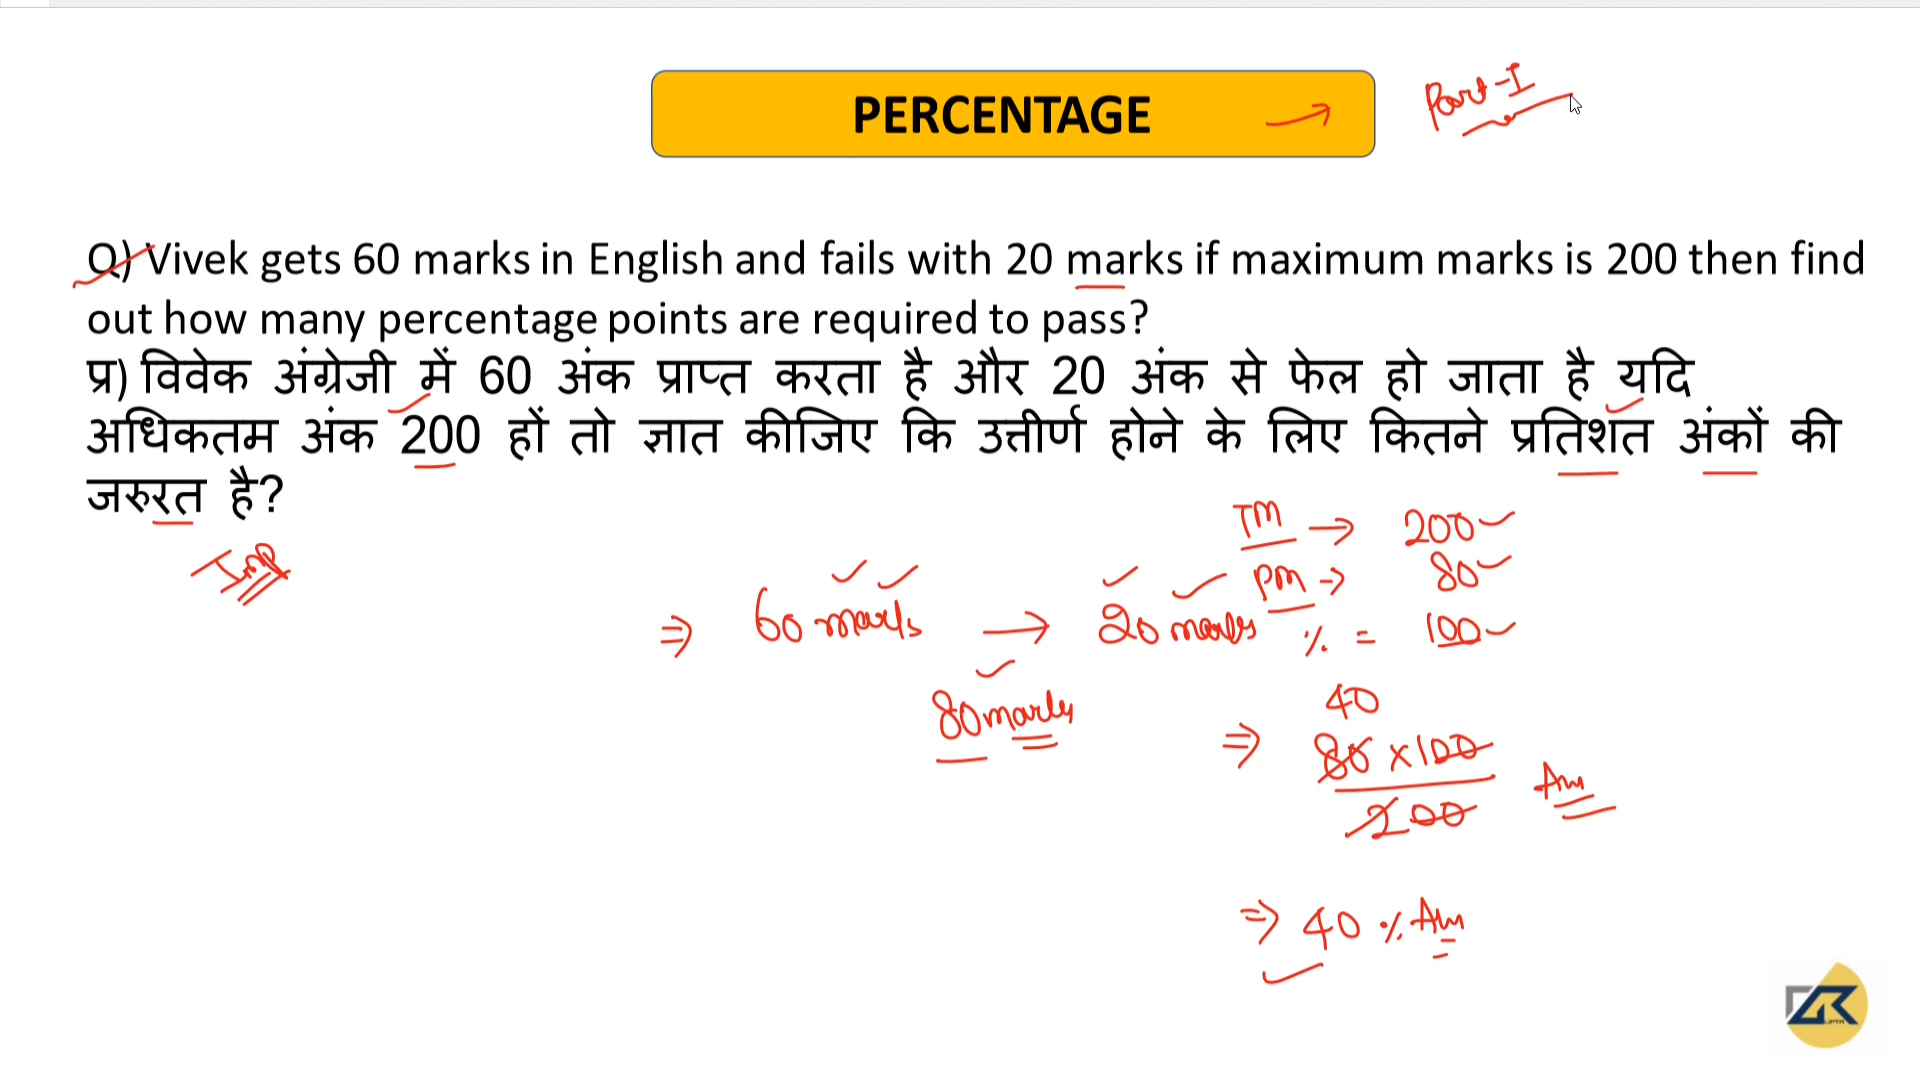 PERCENTAGE →
Part-I
Q) Vivek gets 60 marks in English and fails with 20 marks if maximum marks is 200 then find
out how many percentage points are required to pass?
प्र) विवेक अंग्रेजी में 60 अंक प्राप्त करता है और 20 अंक से फेल हो जाता है यदि
अधिकतम अंक 200 हों तो ज्ञात कीजिए कि उत्तीर्ण होने के लिए कितने प्रतिशत अंकों की
जरुरत है?
TM → 200
PM → 80
⇒ 60 marks → 20 marks
% = 100
80 marks
40
⇒ 80 x 100
200
Ans
⇒ 40 % Ans